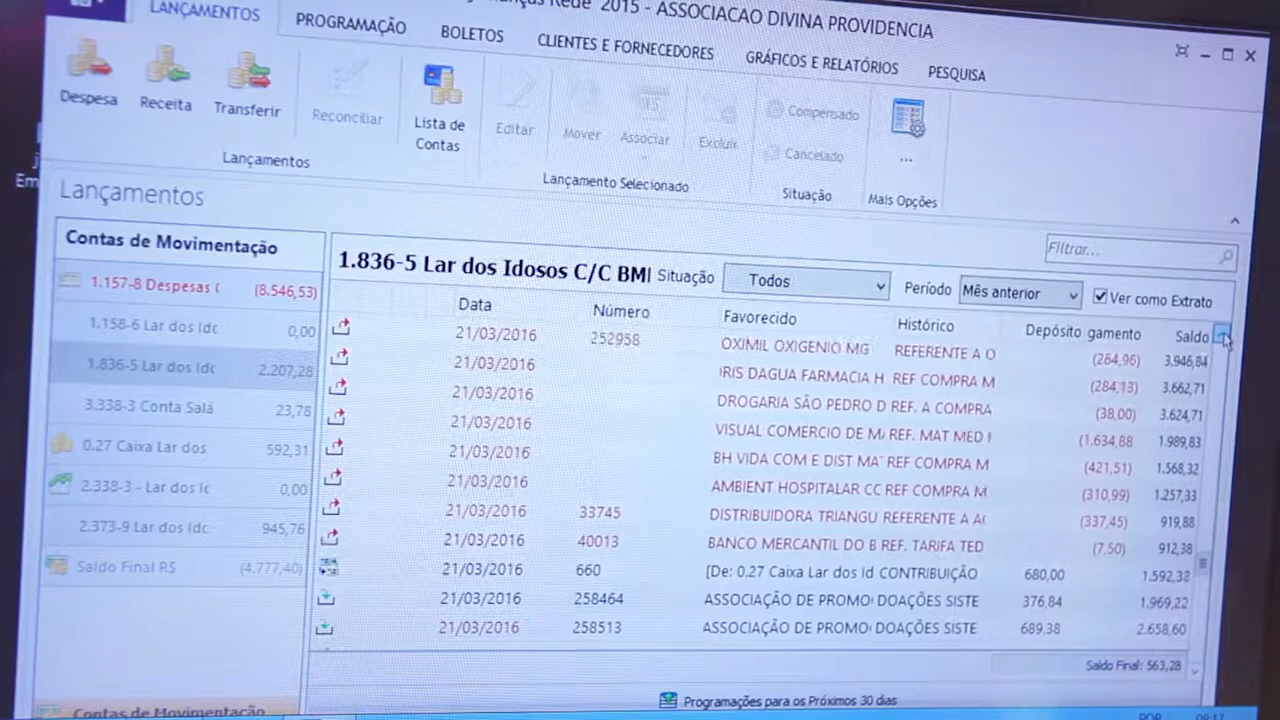 Rede 2015 - ASSOCIACAO DIVINA PROVIDENCIA
LANÇAMENTOS PROGRAMAÇÃO BOLETOS CLIENTES E FORNECEDORES GRÁFICOS E RELATÓRIOS PESQUISA
Despesa Receita Transferir Reconciliar Lista de Contas Editar Mover Associar Excluir Compensado Cancelado ...
Lançamentos Lançamento Selecionado Situação Mais Opções
Lançamentos
Filtrar...
Contas de Movimentação
1.157-8 Despesas ( (8.546,53)
1.158-6 Lar dos Idc 0,00
1.836-5 Lar dos Idc 2.207,28
3.338-3 Conta Salá 23,78
0.27 Caixa Lar dos 592,31
2.338-3 - Lar dos Ic 0,00
2.373-9 Lar dos Idc 945,76
Saldo Final R$ (4.777,40)
Contas de Movimentação
1.836-5 Lar dos Idosos C/C BMI Situação Todos Período Mês anterior Ver como Extrato
Data Número Favorecido Histórico Depósito gamento Saldo
21/03/2016 252958 OXIMIL OXIGENIO MG REFERENTE A O (284,96) 3.946,84
21/03/2016 IRIS DAGUA FARMACIA H REF COMPRA M (284,13) 3.662,71
21/03/2016 DROGARIA SÃO PEDRO D REF. A COMPRA (38,00) 3.624,71
21/03/2016 VISUAL COMERCIO DE MA REF. MAT MED I (1.634,88 1.989,83
21/03/2016 BH VIDA COM E DIST MA REF COMPRA M (421,51) 1.568,32
21/03/2016 AMBIENT HOSPITALAR CC REF COMPRA M (310,99) 1.257,33
21/03/2016 33745 DISTRIBUIDORA TRIANGU REFERENTE A A( (337,45) 919,88
21/03/2016 40013 BANCO MERCANTIL DO B REF. TARIFA TED (7,50) 912,38
21/03/2016 660 [De: 0.27 Caixa Lar dos Id CONTRIBUIÇÃO 680,00 1.592,32
21/03/2016 258464 ASSOCIAÇÃO DE PROMO DOAÇÕES SISTE 376,84 1.969,22
21/03/2016 258513 ASSOCIAÇÃO DE PROMO DOAÇÕES SISTE 689,38 2.658,60
Saldo Final: 563,28
Programações para os Próximos 30 dias